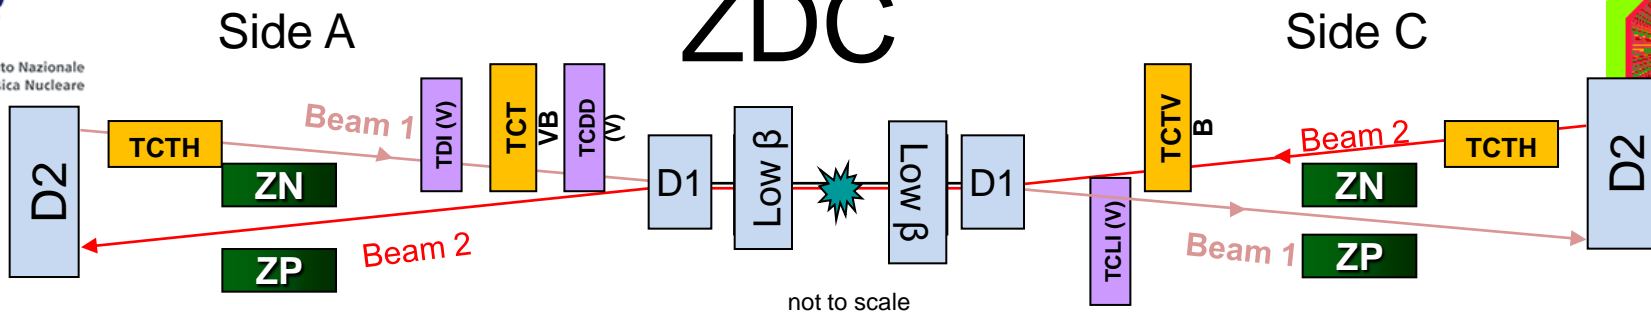 Side A
ZDC
Side C
to Nazionale
sica Nucleare
D2
TCTH
Beam 1
TDI (V)
TCT
VB
TCDD
(V)
ZN
ZP
Beam 2
D1
Low β
Low β
D1
not to scale
TCLI (V)
TCTV
B
Beam 2
TCTH
ZN
Beam 1
ZP
D2